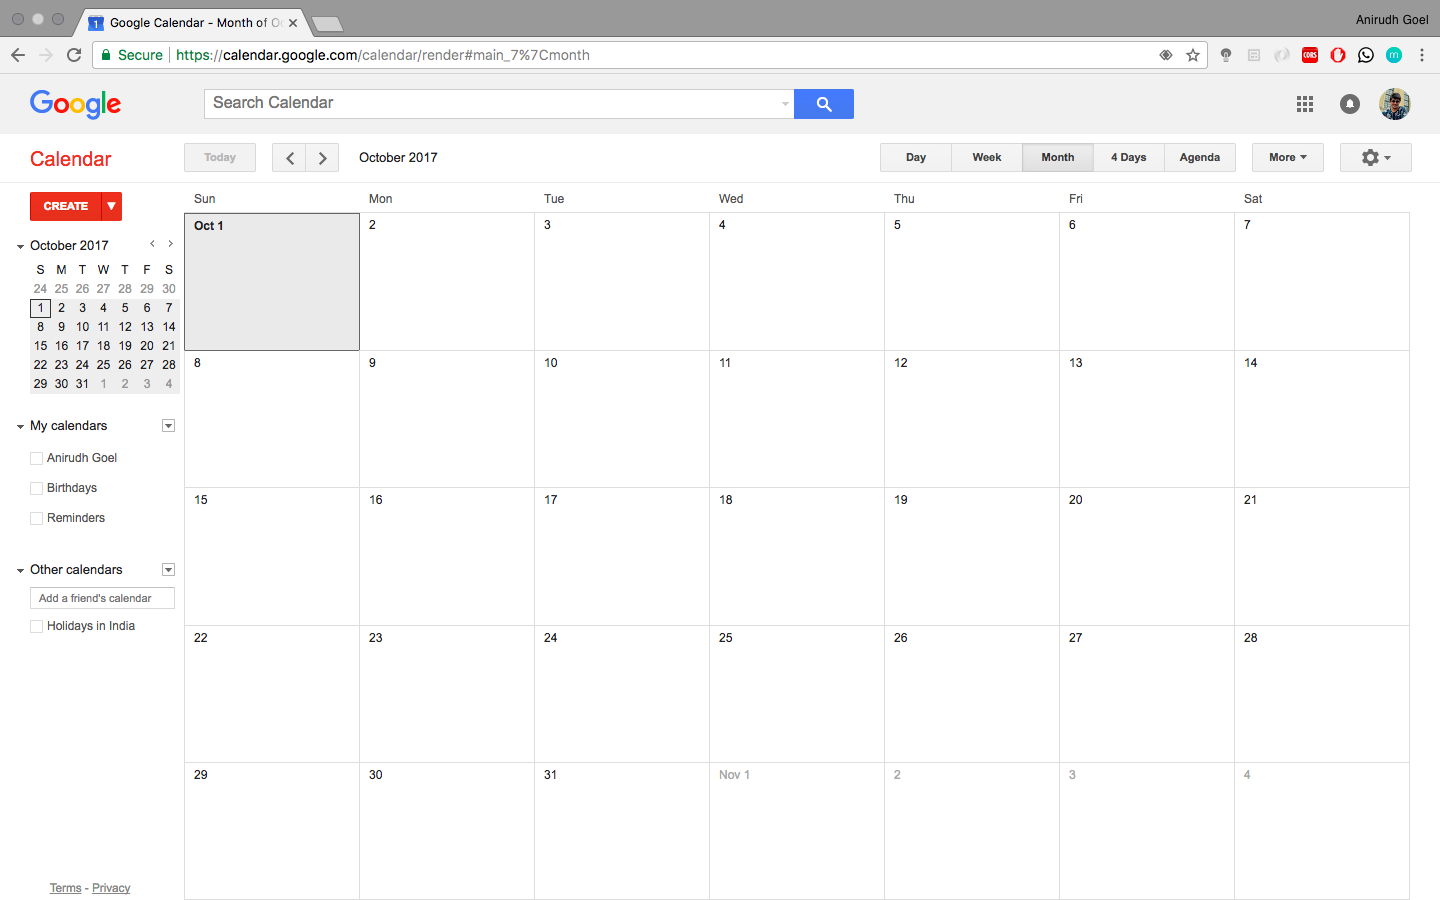 Google Calendar - Month of Oc
Anirudh Goel
Secure https://calendar.google.com/calendar/render#main_7%7Cmonth
CORS m
Google Search Calendar
Calendar Today October 2017 Day Week Month 4 Days Agenda More
CREATE
October 2017
S M T W T F S
24 25 26 27 28 29 30
1 2 3 4 5 6 7
8 9 10 11 12 13 14
15 16 17 18 19 20 21
22 23 24 25 26 27 28
29 30 31 1 2 3 4
My calendars
Anirudh Goel
Birthdays
Reminders
Other calendars
Add a friend's calendar
Holidays in India
Terms - Privacy
Sun Mon Tue Wed Thu Fri Sat
Oct 1 2 3 4 5 6 7
8 9 10 11 12 13 14
15 16 17 18 19 20 21
22 23 24 25 26 27 28
29 30 31 Nov 1 2 3 4